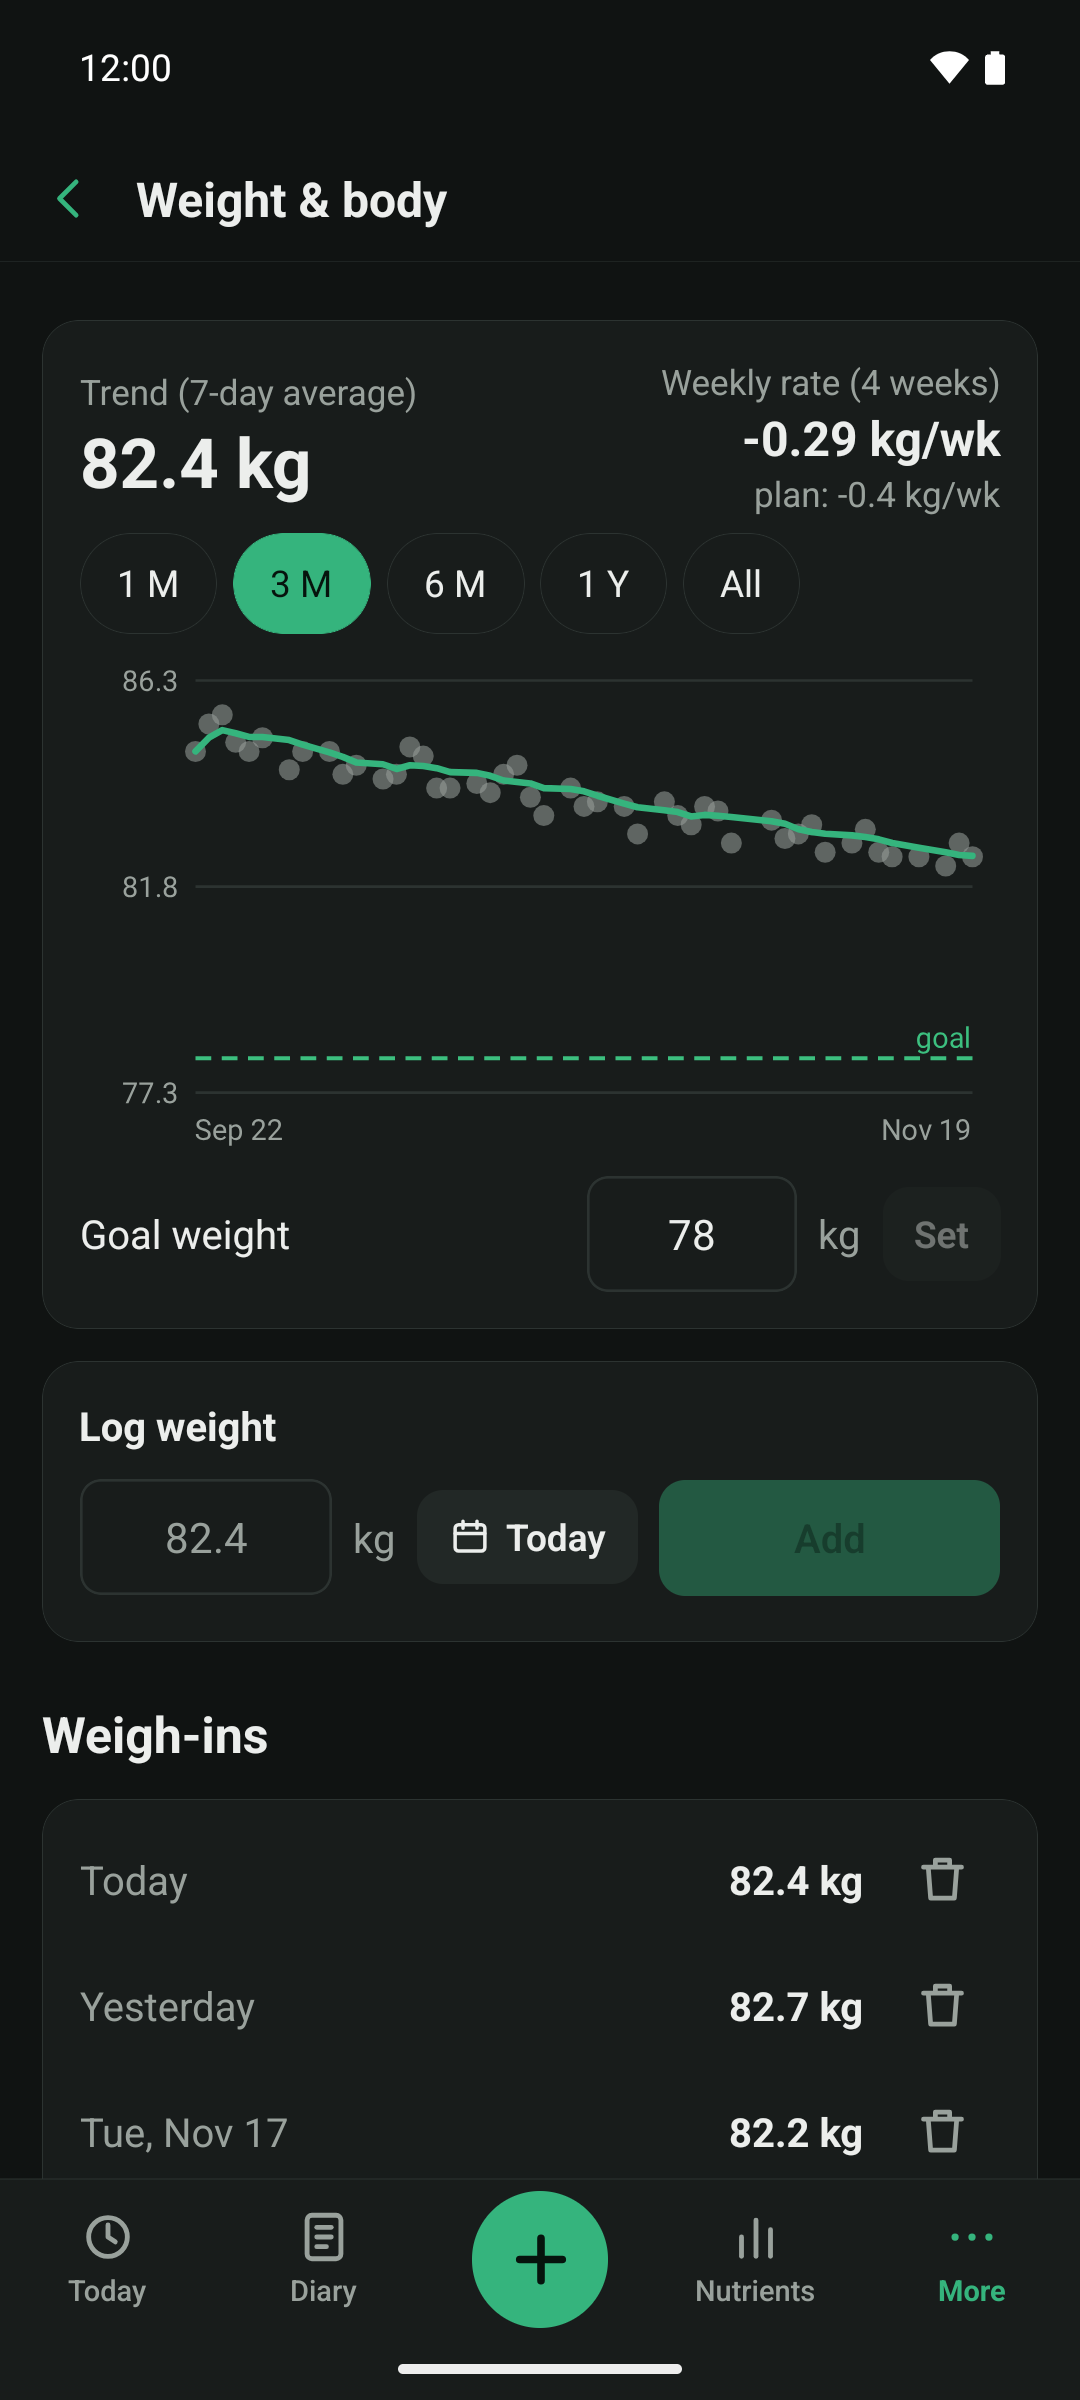 12:00
Weight & body
Trend (7-day average)
82.4 kg
Weekly rate (4 weeks)
-0.29 kg/wk
plan: -0.4 kg/wk
1 M
3 M
6 M
1 Y
All
86.3
81.8
goal
77.3
Sep 22
Nov 19
Goal weight
78
kg
Set
Log weight
82.4
kg
Today
Add
Weigh-ins
Today
82.4 kg
Yesterday
82.7 kg
Tue, Nov 17
82.2 kg
Today
Diary
Nutrients
More